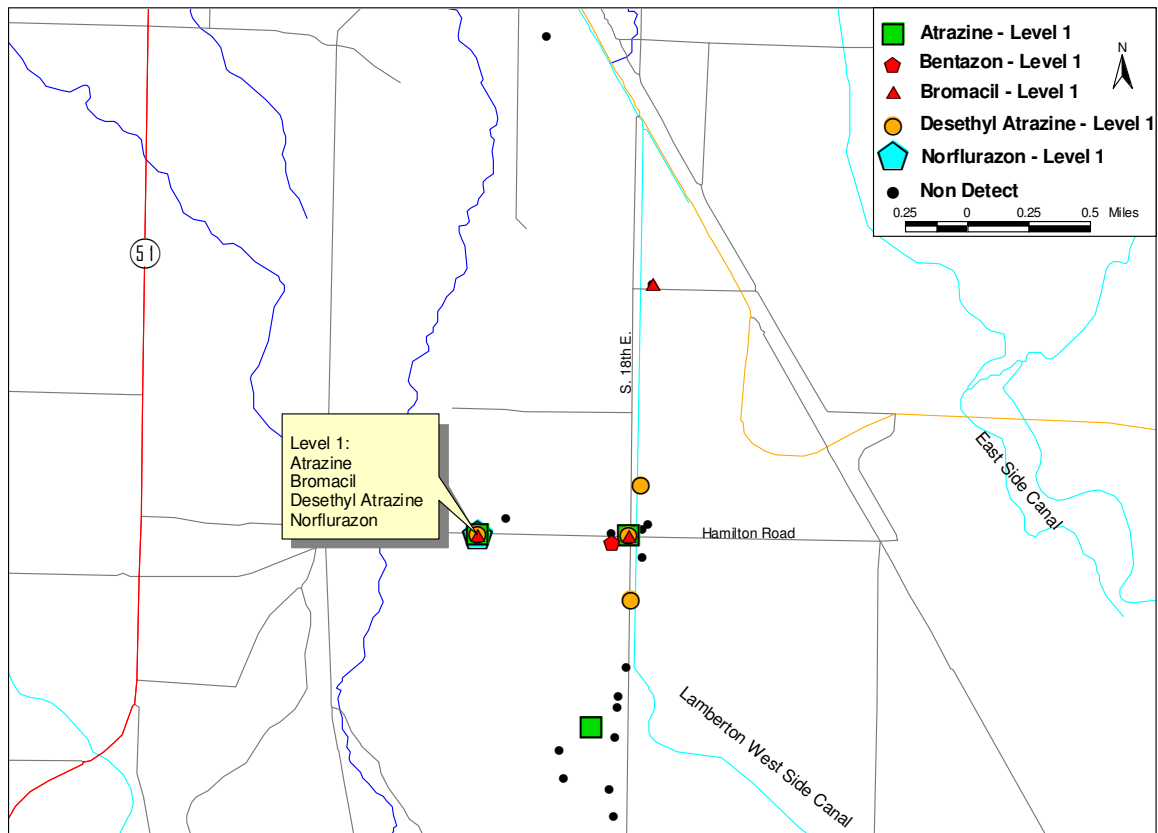 Atrazine - Level 1
Bentazon - Level 1
Bromacil - Level 1
Desethyl Atrazine - Level 1
Norflurazon - Level 1
Non Detect
N
0.25 0 0.25 0.5 Miles
51
S. 18th E.
Level 1:
Atrazine
Bromacil
Desethyl Atrazine
Norflurazon
Hamilton Road
East Side Canal
Lamberton West Side Canal